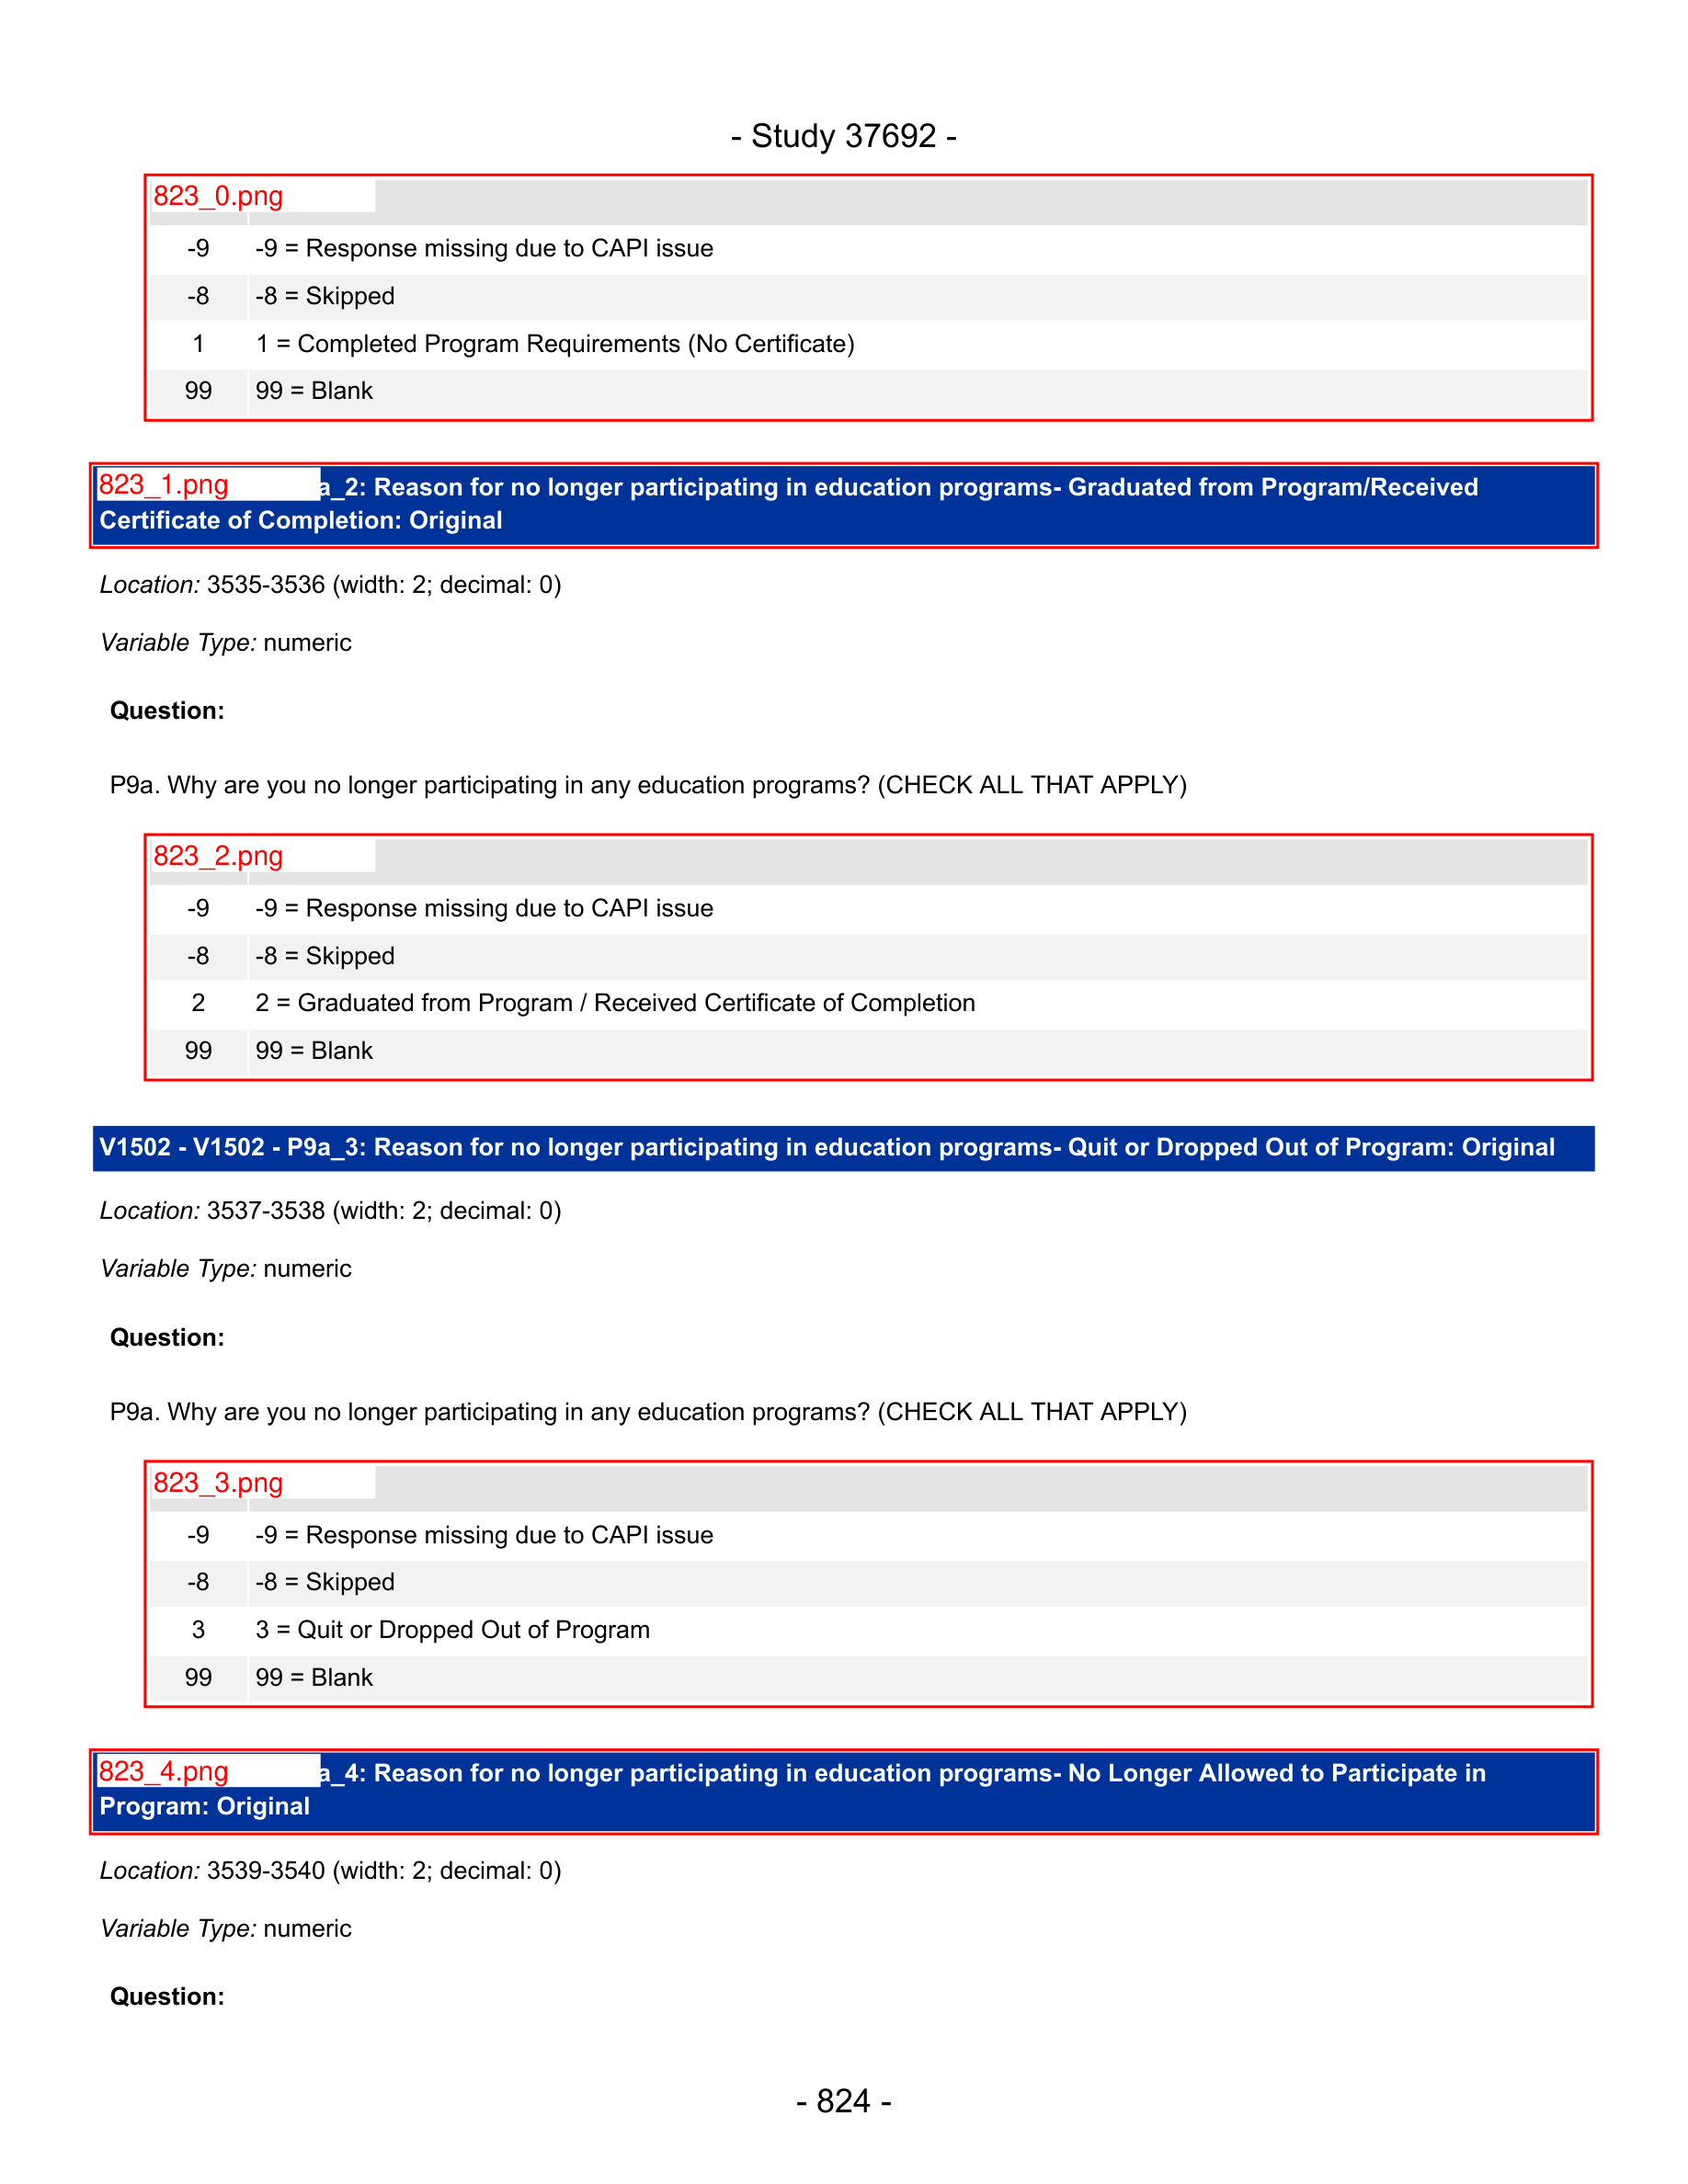 - Study 37692 -
823_0.png
-9 -9 = Response missing due to CAPI issue
-8 -8 = Skipped
1 1 = Completed Program Requirements (No Certificate)
99 99 = Blank
823_1.png a_2: Reason for no longer participating in education programs- Graduated from Program/Received
Certificate of Completion: Original
Location: 3535-3536 (width: 2; decimal: 0)
Variable Type: numeric
Question:
P9a. Why are you no longer participating in any education programs? (CHECK ALL THAT APPLY)
823_2.png
-9 -9 = Response missing due to CAPI issue
-8 -8 = Skipped
2 2 = Graduated from Program / Received Certificate of Completion
99 99 = Blank
V1502 - V1502 - P9a_3: Reason for no longer participating in education programs- Quit or Dropped Out of Program: Original
Location: 3537-3538 (width: 2; decimal: 0)
Variable Type: numeric
Question:
P9a. Why are you no longer participating in any education programs? (CHECK ALL THAT APPLY)
823_3.png
-9 -9 = Response missing due to CAPI issue
-8 -8 = Skipped
3 3 = Quit or Dropped Out of Program
99 99 = Blank
823_4.png a_4: Reason for no longer participating in education programs- No Longer Allowed to Participate in
Program: Original
Location: 3539-3540 (width: 2; decimal: 0)
Variable Type: numeric
Question:
- 824 -